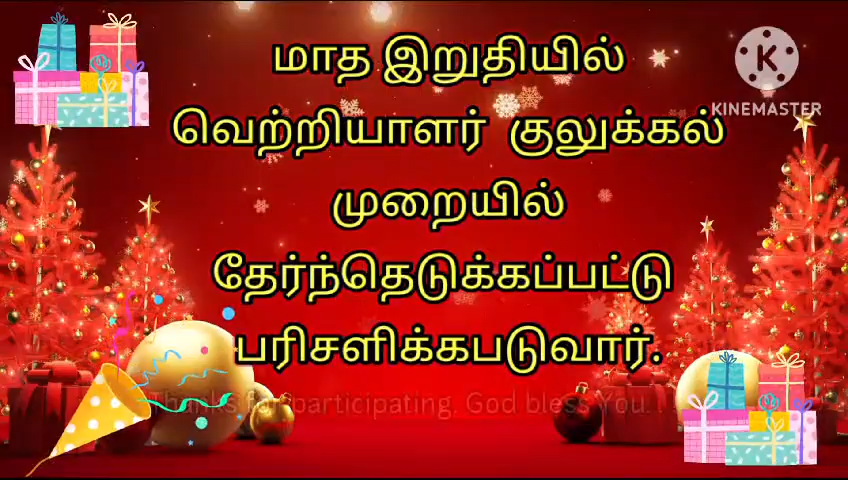 மாத இறுதியில்
KINEMASTER
வெற்றியாளர் குலுக்கல்
முறையில்
தேர்ந்தெடுக்கப்பட்டு
பரிசளிக்கபடுவார்.
Thanks for participating. God bless You.